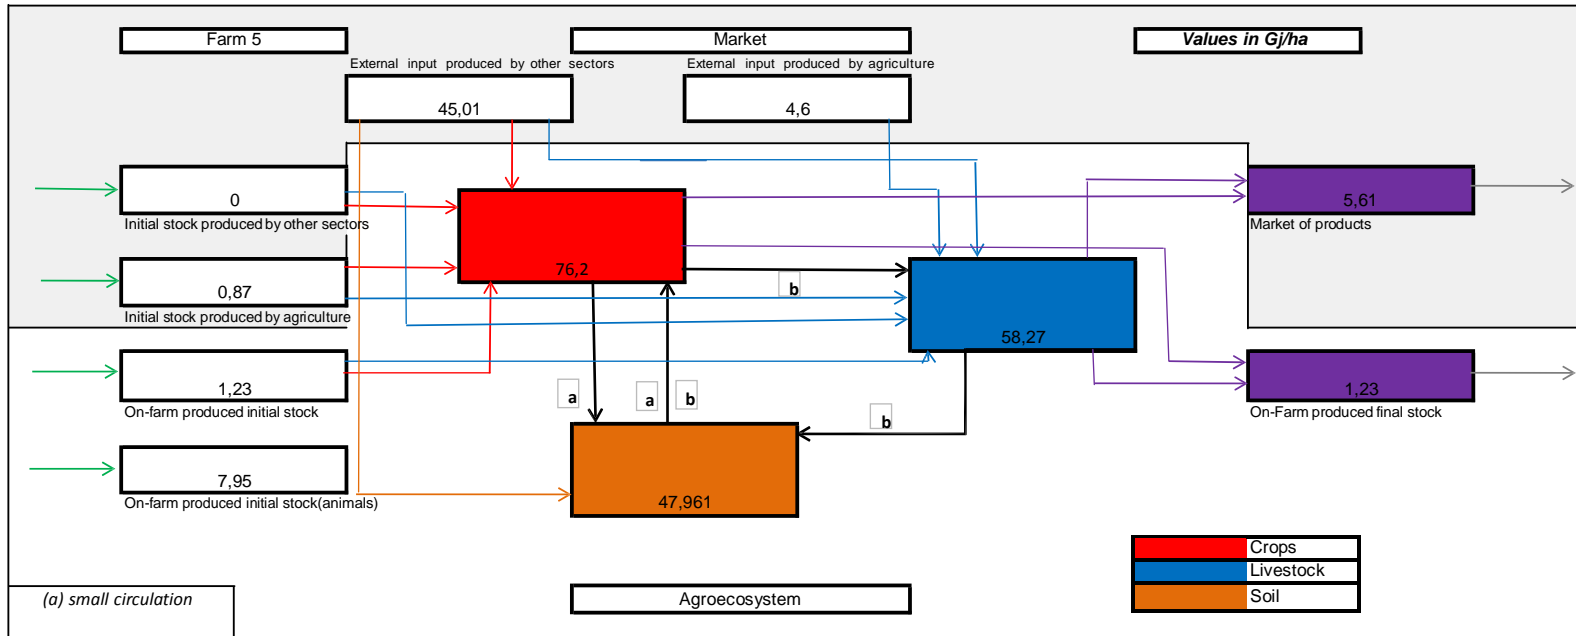 Farm 5
Market
Values in Gj/ha
External input produced by other sectors
External input produced by agriculture
45,01
4,6
0
Initial stock produced by other sectors
76,2
5,61
Market of products
0,87
Initial stock produced by agriculture
b
58,27
1,23
On-farm produced initial stock
a
a
b
b
1,23
On-Farm produced final stock
7,95
On-farm produced initial stock(animals)
47,961
Crops
Livestock
Soil
(a) small circulation
Agroecosystem